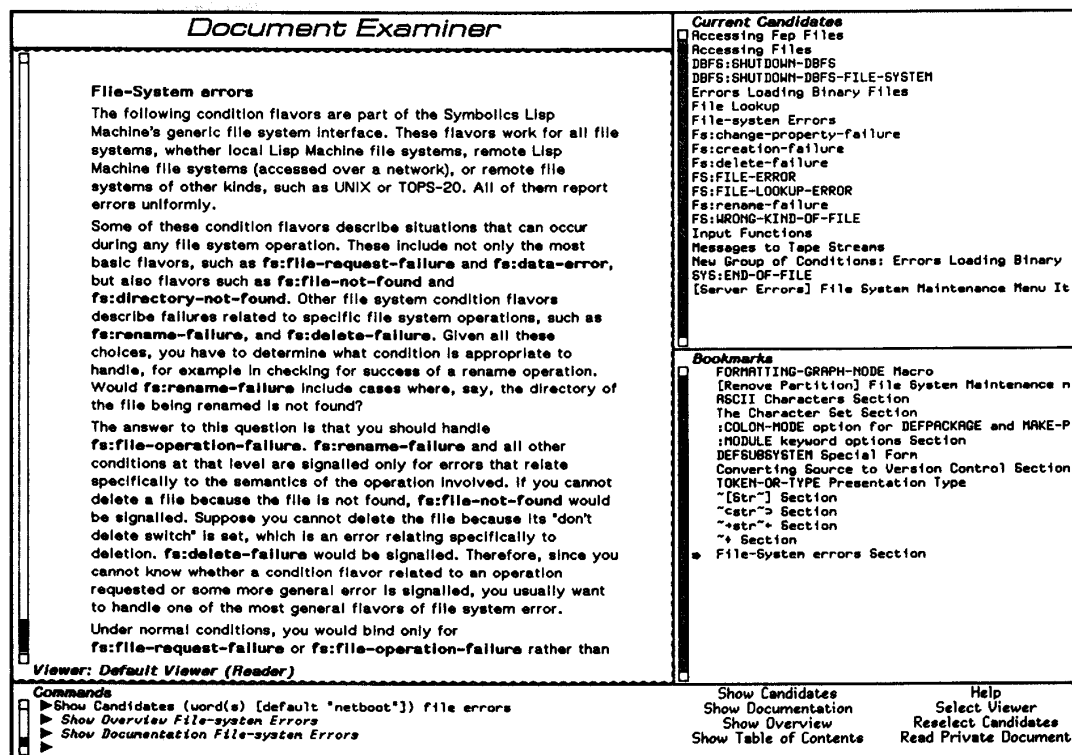 Document Examiner
File-System errors
The following condition flavors are part of the Symbolics Lisp
Machine's generic file system interface. These flavors work for all file
systems, whether local Lisp Machine file systems, remote Lisp
Machine file systems (accessed over a network), or remote file
systems of other kinds, such as UNIX or TOPS-20. All of them report
errors uniformly.
Some of these condition flavors describe situations that can occur
during any file system operation. These include not only the most
basic flavors, such as fs:file-request-failure and fs:data-error,
but also flavors such as fs:file-not-found and
fs:directory-not-found. Other file system condition flavors
describe failures related to specific file system operations, such as
fs:rename-failure, and fs:delete-failure. Given all these
choices, you have to determine what condition is appropriate to
handle, for example in checking for success of a rename operation.
Would fs:rename-failure include cases where, say, the directory of
the file being renamed is not found?
The answer to this question is that you should handle
fs:file-operation-failure. fs:rename-failure and all other
conditions at that level are signalled only for errors that relate
specifically to the semantics of the operation involved. If you cannot
delete a file because the file is not found, fs:file-not-found would
be signalled. Suppose you cannot delete the file because its "don't
delete switch" is set, which is an error relating specifically to
deletion. fs:delete-failure would be signalled. Therefore, since you
cannot know whether a condition flavor related to an operation
requested or some more general error is signalled, you usually want
to handle one of the most general flavors of file system error.
Under normal conditions, you would bind only for
fs:file-request-failure or fs:file-operation-failure rather than
Viewer: Default Viewer (Reader)
Current Candidates
Accessing Fep Files
Accessing Files
DBFS:SHUTDOWN-DBFS
DBFS:SHUTDOWN-DBFS-FILE-SYSTEM
Errors Loading Binary Files
File Lookup
File-system Errors
Fs:change-property-failure
Fs:creation-failure
Fs:delete-failure
FS:FILE-ERROR
FS:FILE-LOOKUP-ERROR
Fs:rename-failure
FS:WRONG-KIND-OF-FILE
Input Functions
Messages to Tape Streams
New Group of Conditions: Errors Loading Binary
SYS:END-OF-FILE
[Server Errors] File System Maintenance Menu It
Bookmarks
FORMATTING-GRAPH-NODE Macro
[Remove Partition] File System Maintenance m
ASCII Characters Section
The Character Set Section
:COLON-MODE option for DEFPACKAGE and MAKE-P
:MODULE keyword options Section
DEFSUBSYSTEM Special Form
Converting Source to Version Control Section
TOKEN-OR-TYPE Presentation Type
~[Str~] Section
~⊂str~⊃ Section
~→str~← Section
~♦ Section
File-System errors Section
Commands
Show Candidates (word(s) [default "netboot"]) file errors
Show Overview File-system Errors
Show Documentation File-system Errors
Show Candidates Help
Show Documentation Select Viewer
Show Overview Reselect Candidates
Show Table of Contents Read Private Document